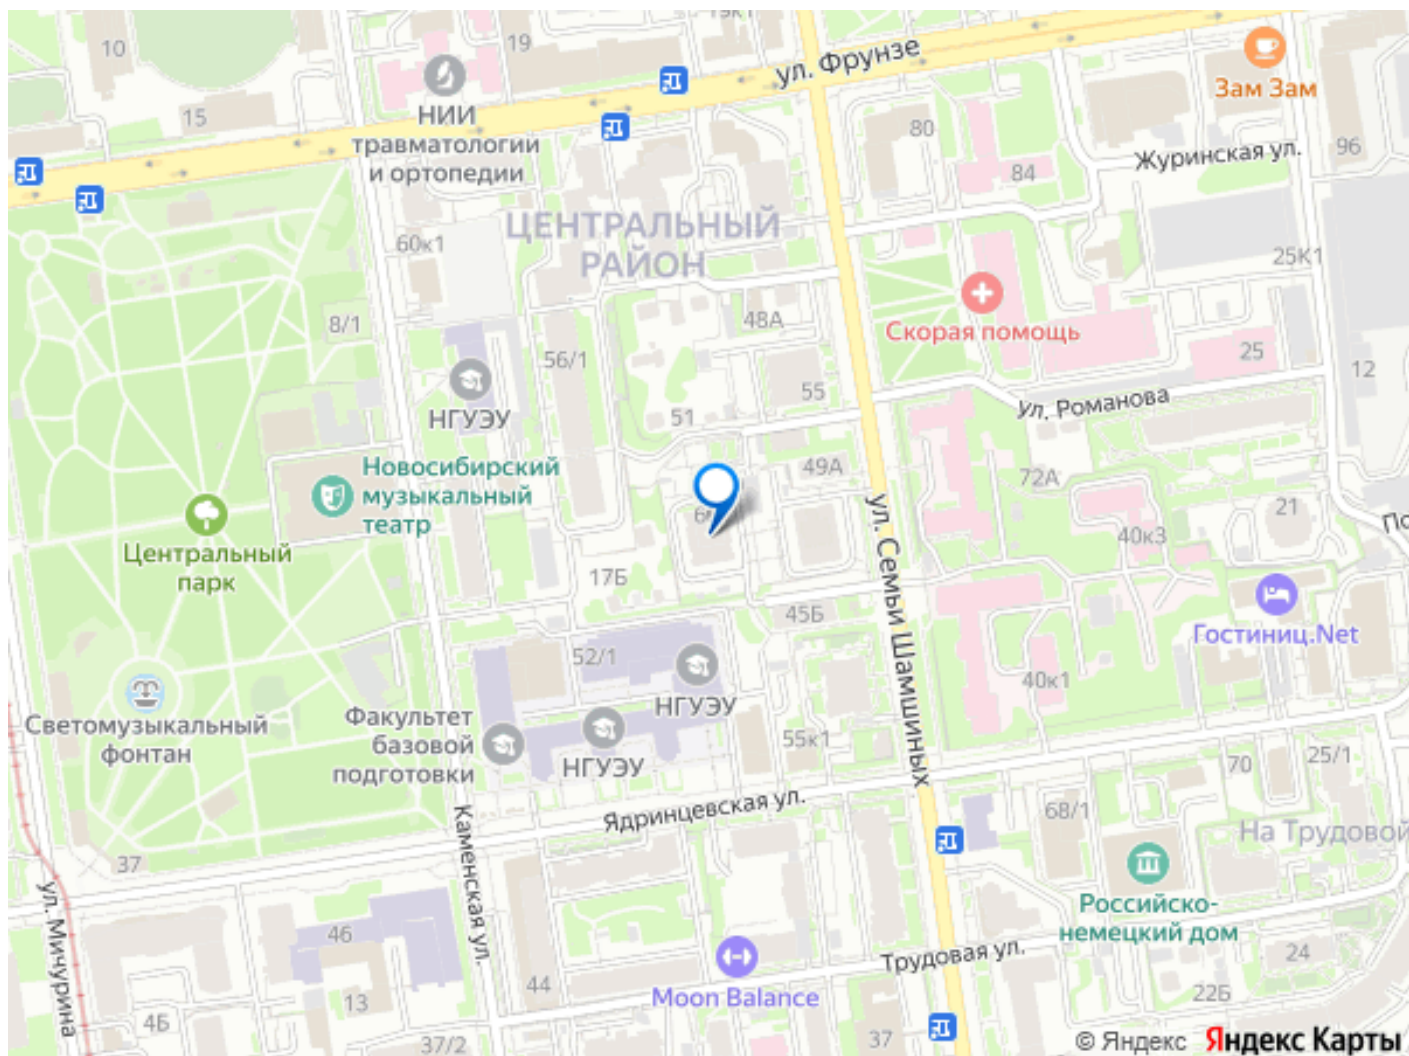 10
19
ул. Фрунзе
Зам Зам
15
НИИ
травматологии
и ортопедии
80
84
Журинская ул.
96
ЦЕНТРАЛЬНЫЙ
РАЙОН
60к1
25К1
8/1
48А
Скорая помощь
56/1
25
12
55
51
НГУЭУ
ул. Романова
Новосибирский
музыкальный
театр
49А
72А
21
40к3
Центральный
парк
17Б
45Б
ул. Семьи Шамшиных
Гостиниц.Net
52/1
НГУЭУ
40к1
Светомузыкальный
фонтан
Факультет
базовой
подготовки
НГУЭУ
55к1
70
25/1
Ядринцевская ул.
68/1
На Трудовой
37
Каменская ул.
ул. Мичурина
Российско-
немецкий дом
46
Трудовая ул.
24
44
13
Moon Balance
22Б
4Б
37/2
37
© Яндекс Яндекс Карты